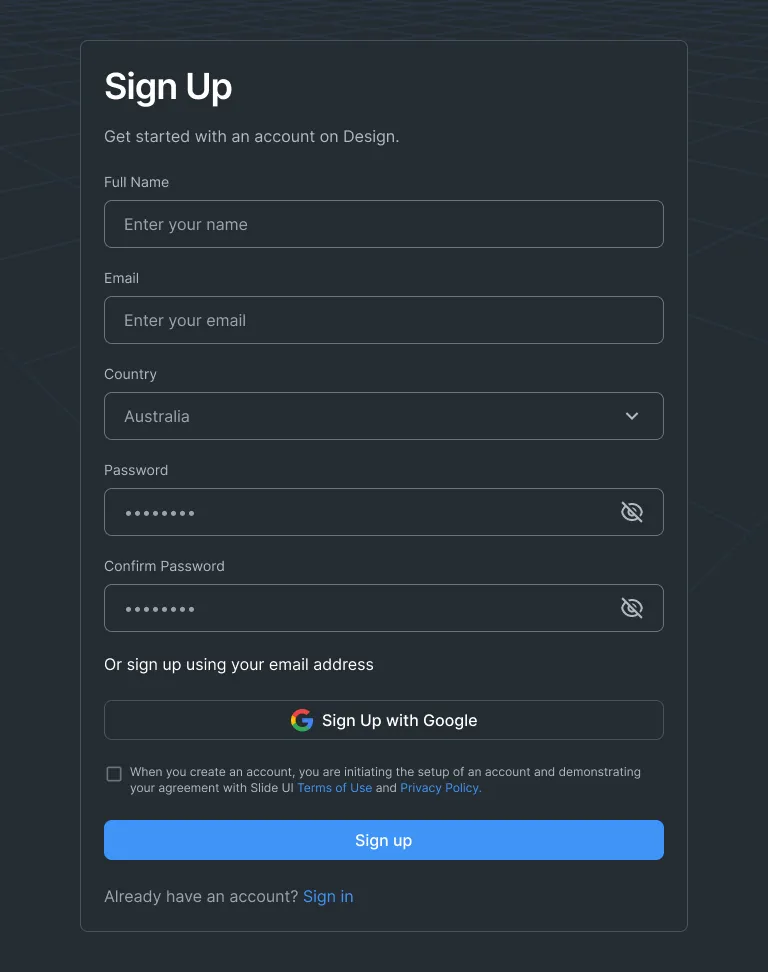 Sign Up
Get started with an account on Design.
Full Name
Enter your name
Email
Enter your email
Country
Australia
Password
••••••••
Confirm Password
••••••••
Or sign up using your email address
Sign Up with Google
When you create an account, you are initiating the setup of an account and demonstrating
your agreement with Slide UI Terms of Use and Privacy Policy.
Sign up
Already have an account? Sign in